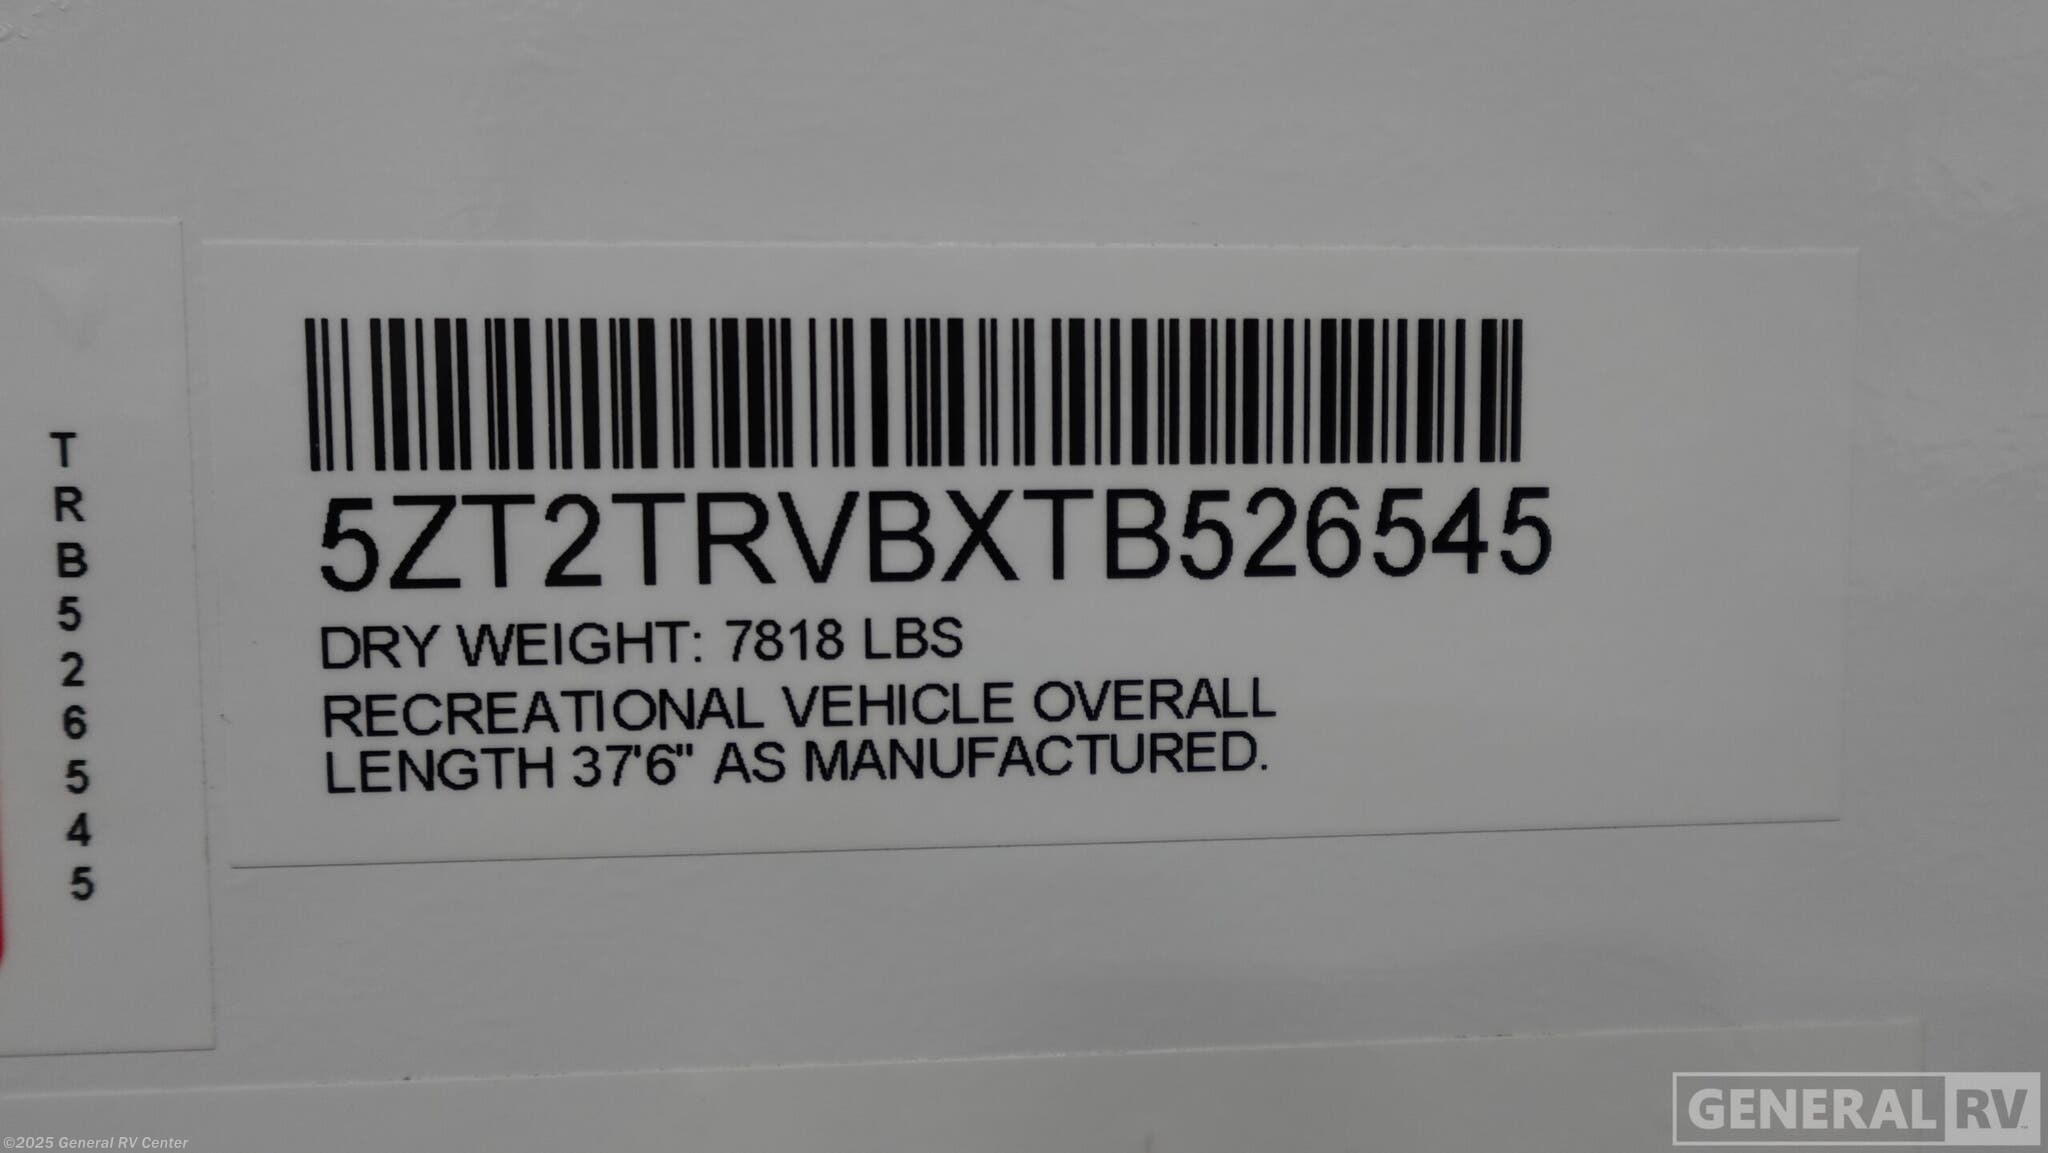 T
R
B
5
2
6
5
4
5
5ZT2TRVBXTB526545
DRY WEIGHT: 7818 LBS
RECREATIONAL VEHICLE OVERALL
LENGTH 37'6" AS MANUFACTURED.
GENERAL RV
©2025 General RV Center